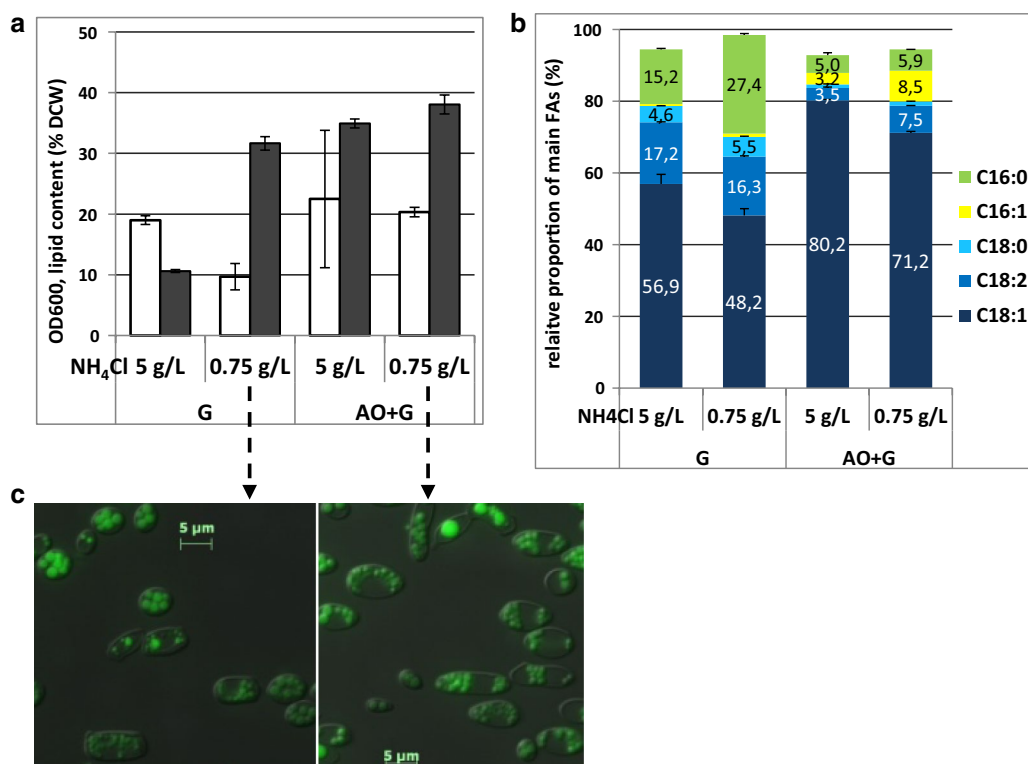 a
50
40
30
20
10
0
OD600, lipid content (% DCW)
NH₄Cl 5 g/L 0.75 g/L 5 g/L 0.75 g/L
G AO+G
b
100
80
60
40
20
0
relaitve proportion of main FAs (%)
15,2 27,4 5,0 5,9
3,2 8,5
4,6 5,5
17,2 16,3 3,5 7,5
56,9 48,2 80,2 71,2
NH4Cl 5 g/L 0.75 g/L 5 g/L 0.75 g/L
G AO+G
C16:0
C16:1
C18:0
C18:2
C18:1
c
5 μm
5 μm